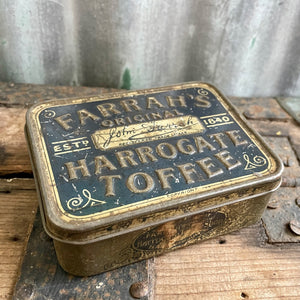 FARRAH'S
ORIGINAL
John Farrah
ESTD 1840
HARROGATE
TOFFEE